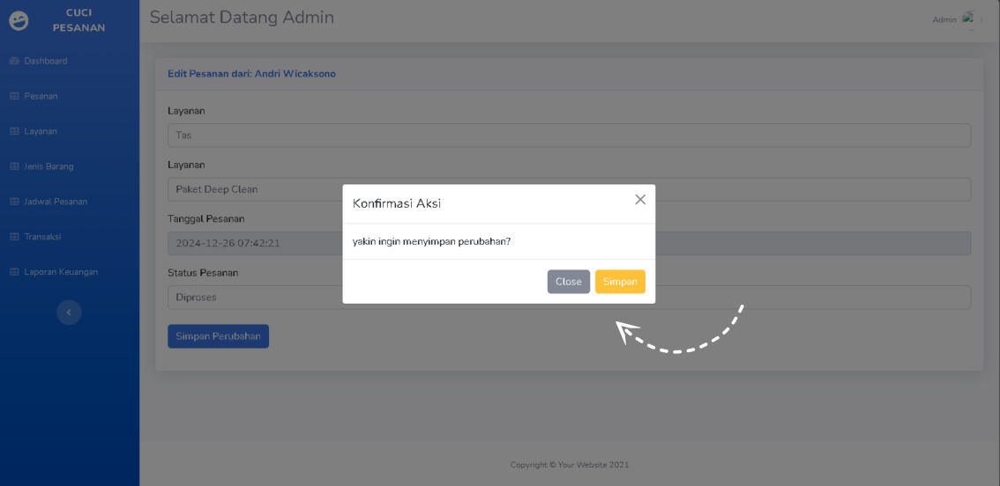 CUCI
PESANAN
Dashboard
Pesanan
Layanan
Jenis Barang
Jadwal Pesanan
Transaksi
Laporan Keuangan
Selamat Datang Admin
Admin
Edit Pesanan dari: Andri Wicaksono
Layanan
Tas
Layanan
Paket Deep Clean
Tanggal Pesanan
2024-12-26 07:42:21
Status Pesanan
Diproses
Simpan Perubahan
Konfirmasi Aksi
yakin ingin menyimpan perubahan?
Close
Simpan
Copyright © Your Website 2021